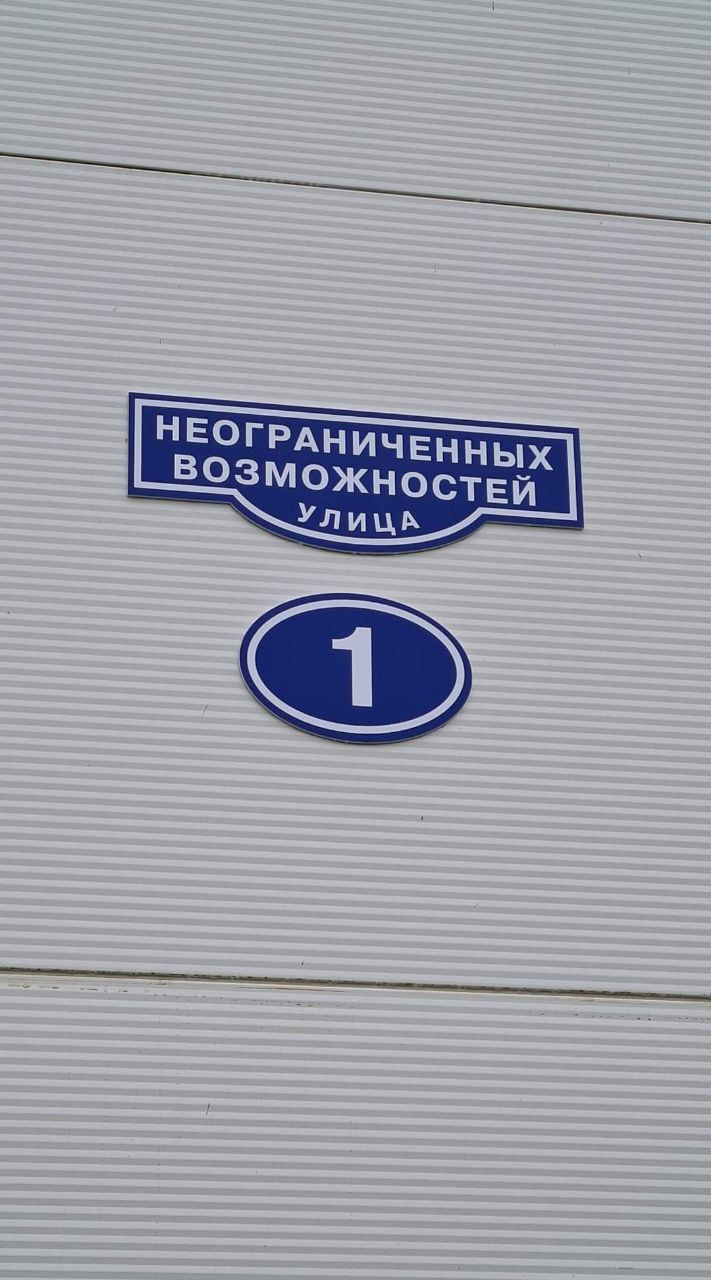 НЕОГРАНИЧЕННЫХ
ВОЗМОЖНОСТЕЙ
УЛИЦА
1